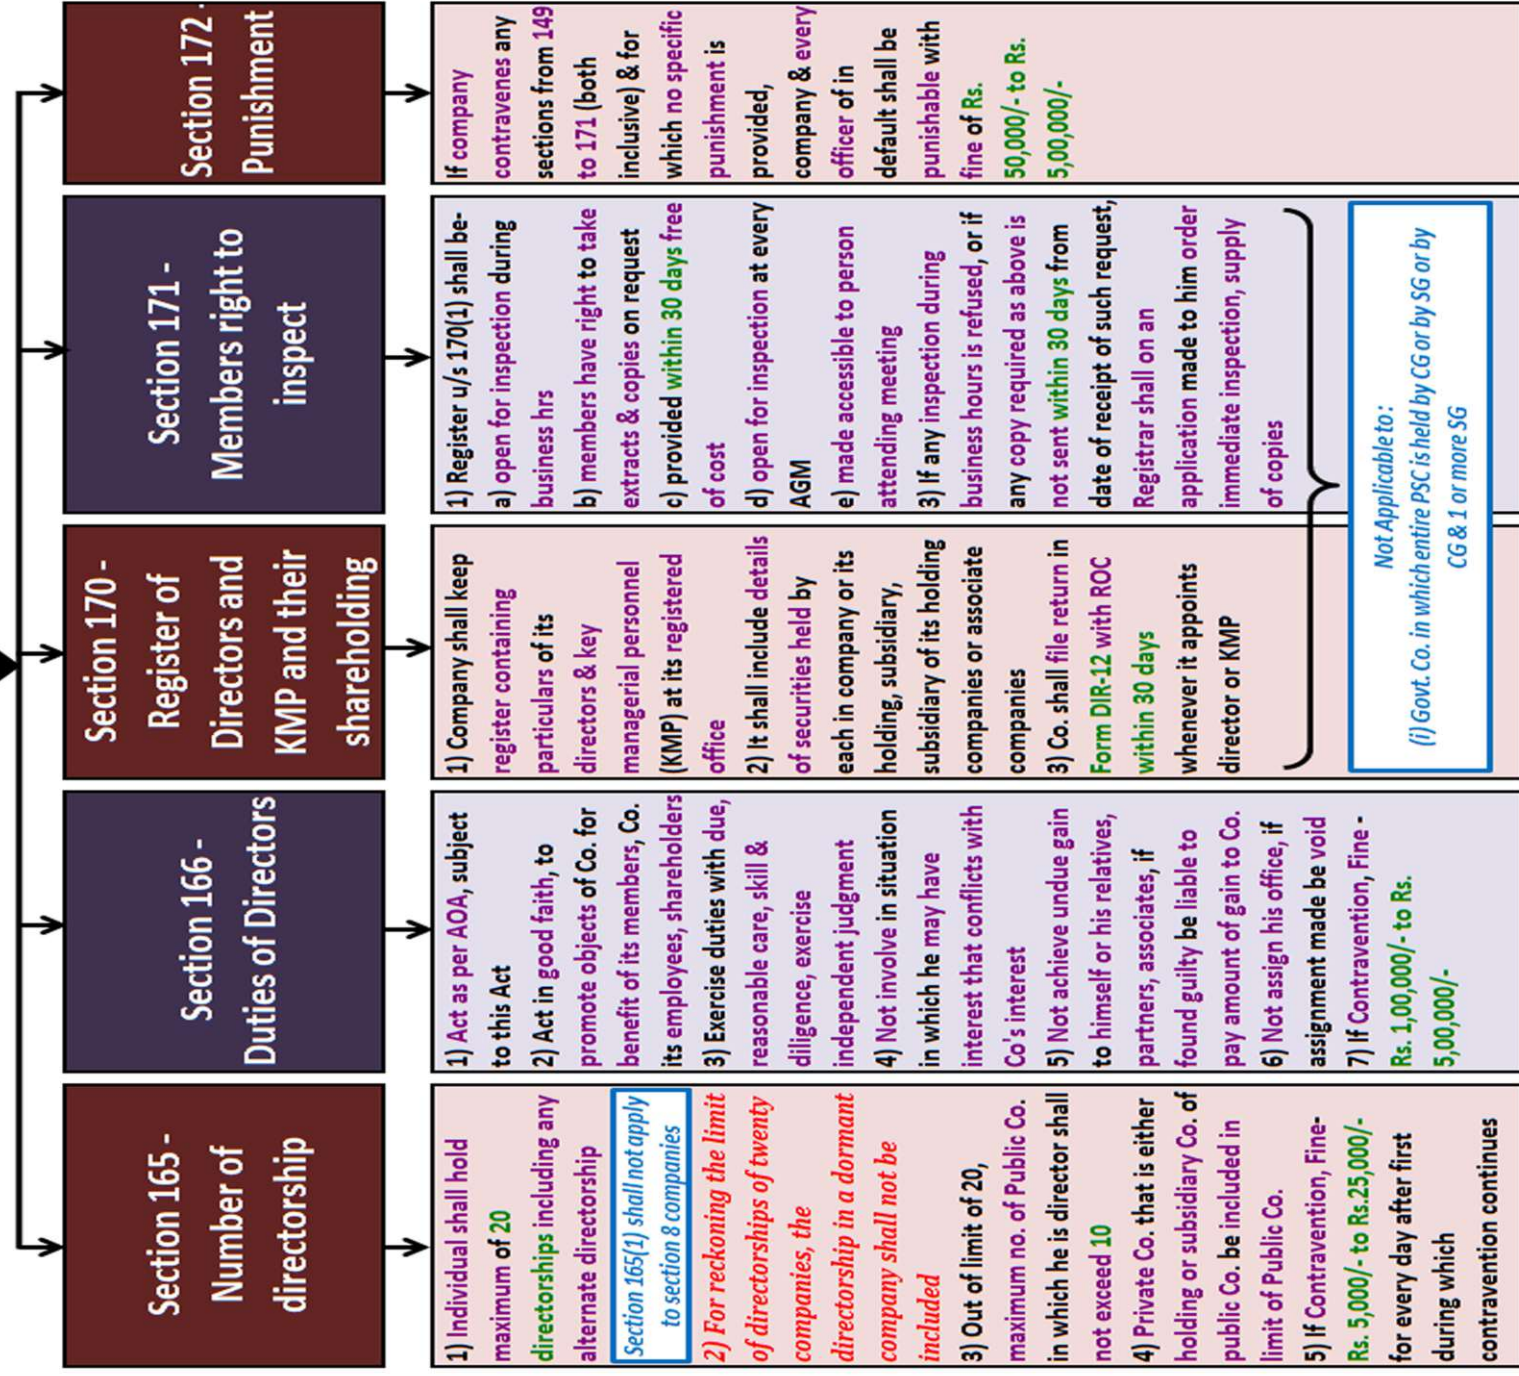 Section 165 -
Number of
directorship
1) Individual shall hold
maximum of 20
directorships including any
alternate directorship
Section 165(1) shall not apply
to section 8 companies
2) For reckoning the limit
of directorships of twenty
companies, the
directorship in a dormant
company shall not be
included
3) Out of limit of 20,
maximum no. of Public Co.
in which he is director shall
not exceed 10
4) Private Co. that is either
holding or subsidiary Co. of
public Co. be included in
limit of Public Co.
5) If Contravention, Fine-
Rs. 5,000/- to Rs.25,000/-
for every day after first
during which
contravention continues
Section 166 -
Duties of Directors
1) Act as per AOA, subject
to this Act
2) Act in good faith, to
promote objects of Co. for
benefit of its members, Co.
its employees, shareholders
3) Exercise duties with due,
reasonable care, skill &
diligence, exercise
independent judgment
4) Not involve in situation
in which he may have
interest that conflicts with
Co's interest
5) Not achieve undue gain
to himself or his relatives,
partners, associates, if
found guilty be liable to
pay amount of gain to Co.
6) Not assign his office, if
assignment made be void
7) If Contravention, Fine -
Rs. 1,00,000/- to Rs.
5,00,000/-
Section 170 -
Register of
Directors and
KMP and their
shareholding
1) Company shall keep
register containing
particulars of its
directors & key
managerial personnel
(KMP) at its registered
office
2) It shall include details
of securities held by
each in company or its
holding, subsidiary,
subsidiary of its holding
companies or associate
companies
3) Co. shall file return in
Form DIR-12 with ROC
within 30 days
whenever it appoints
director or KMP
Section 171 -
Members right to
inspect
1) Register u/s 170(1) shall be-
a) open for inspection during
business hrs
b) members have right to take
extracts & copies on request
c) provided within 30 days free
of cost
d) open for inspection at every
AGM
e) made accessible to person
attending meeting
3) If any inspection during
business hours is refused, or if
any copy required as above is
not sent within 30 days from
date of receipt of such request,
Registrar shall on an
application made to him order
immediate inspection, supply
of copies
Not Applicable to :
(i) Govt. Co. in which entire PSC is held by CG or by SG or by
CG & 1 or more SG
Section 172 -
Punishment
If company
contravenes any
sections from 149
to 171 (both
inclusive) & for
which no specific
punishment is
provided,
company & every
officer of in
default shall be
punishable with
fine of Rs.
50,000/- to Rs.
5,00,000/-